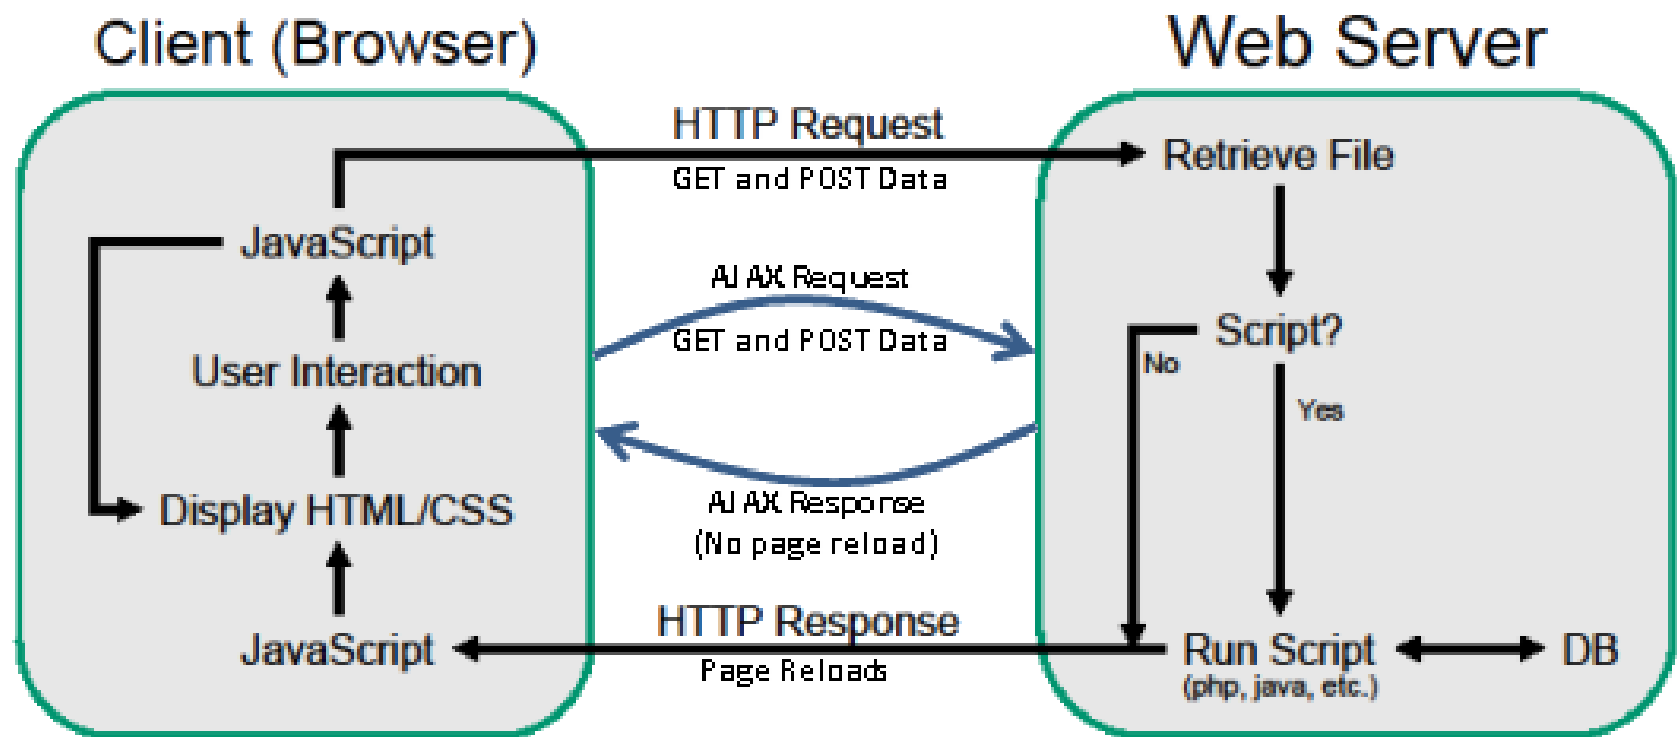 Client (Browser)
Web Server
HTTP Request
GET and POST Data
Retrieve File
JavaScript
AJAX Request
GET and POST Data
Script?
No
Yes
User Interaction
Display HTML/CSS
AJAX Response
(No page reload)
HTTP Response
Page Reloads
JavaScript
Run Script
(php, java, etc.)
DB